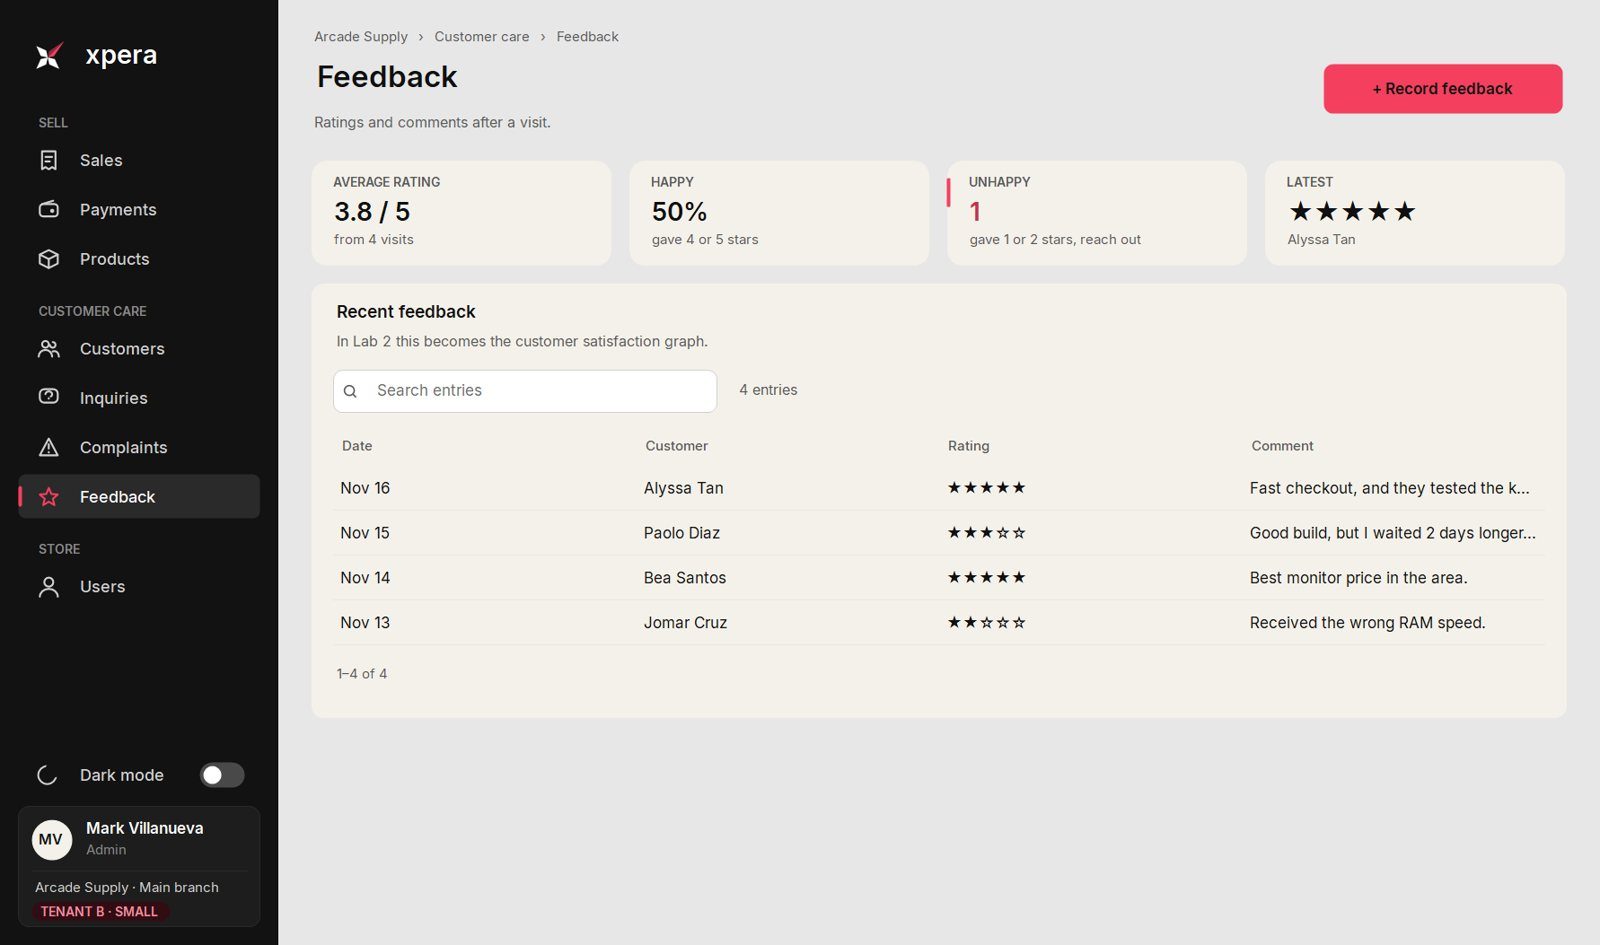 xpera
SELL
Sales
Payments
Products
CUSTOMER CARE
Customers
Inquiries
Complaints
Feedback
STORE
Users
Dark mode
MV
Mark Villanueva
Admin
Arcade Supply · Main branch
TENANT B · SMALL
Arcade Supply › Customer care › Feedback
Feedback
Ratings and comments after a visit.
+ Record feedback
AVERAGE RATING
3.8 / 5
from 4 visits
HAPPY
50%
gave 4 or 5 stars
UNHAPPY
1
gave 1 or 2 stars, reach out
LATEST
★★★★★
Alyssa Tan
Recent feedback
In Lab 2 this becomes the customer satisfaction graph.
Search entries
4 entries
Date Customer Rating Comment
Nov 16 Alyssa Tan ★★★★★ Fast checkout, and they tested the k...
Nov 15 Paolo Diaz ★★★☆☆ Good build, but I waited 2 days longer...
Nov 14 Bea Santos ★★★★★ Best monitor price in the area.
Nov 13 Jomar Cruz ★★☆☆☆ Received the wrong RAM speed.
1–4 of 4